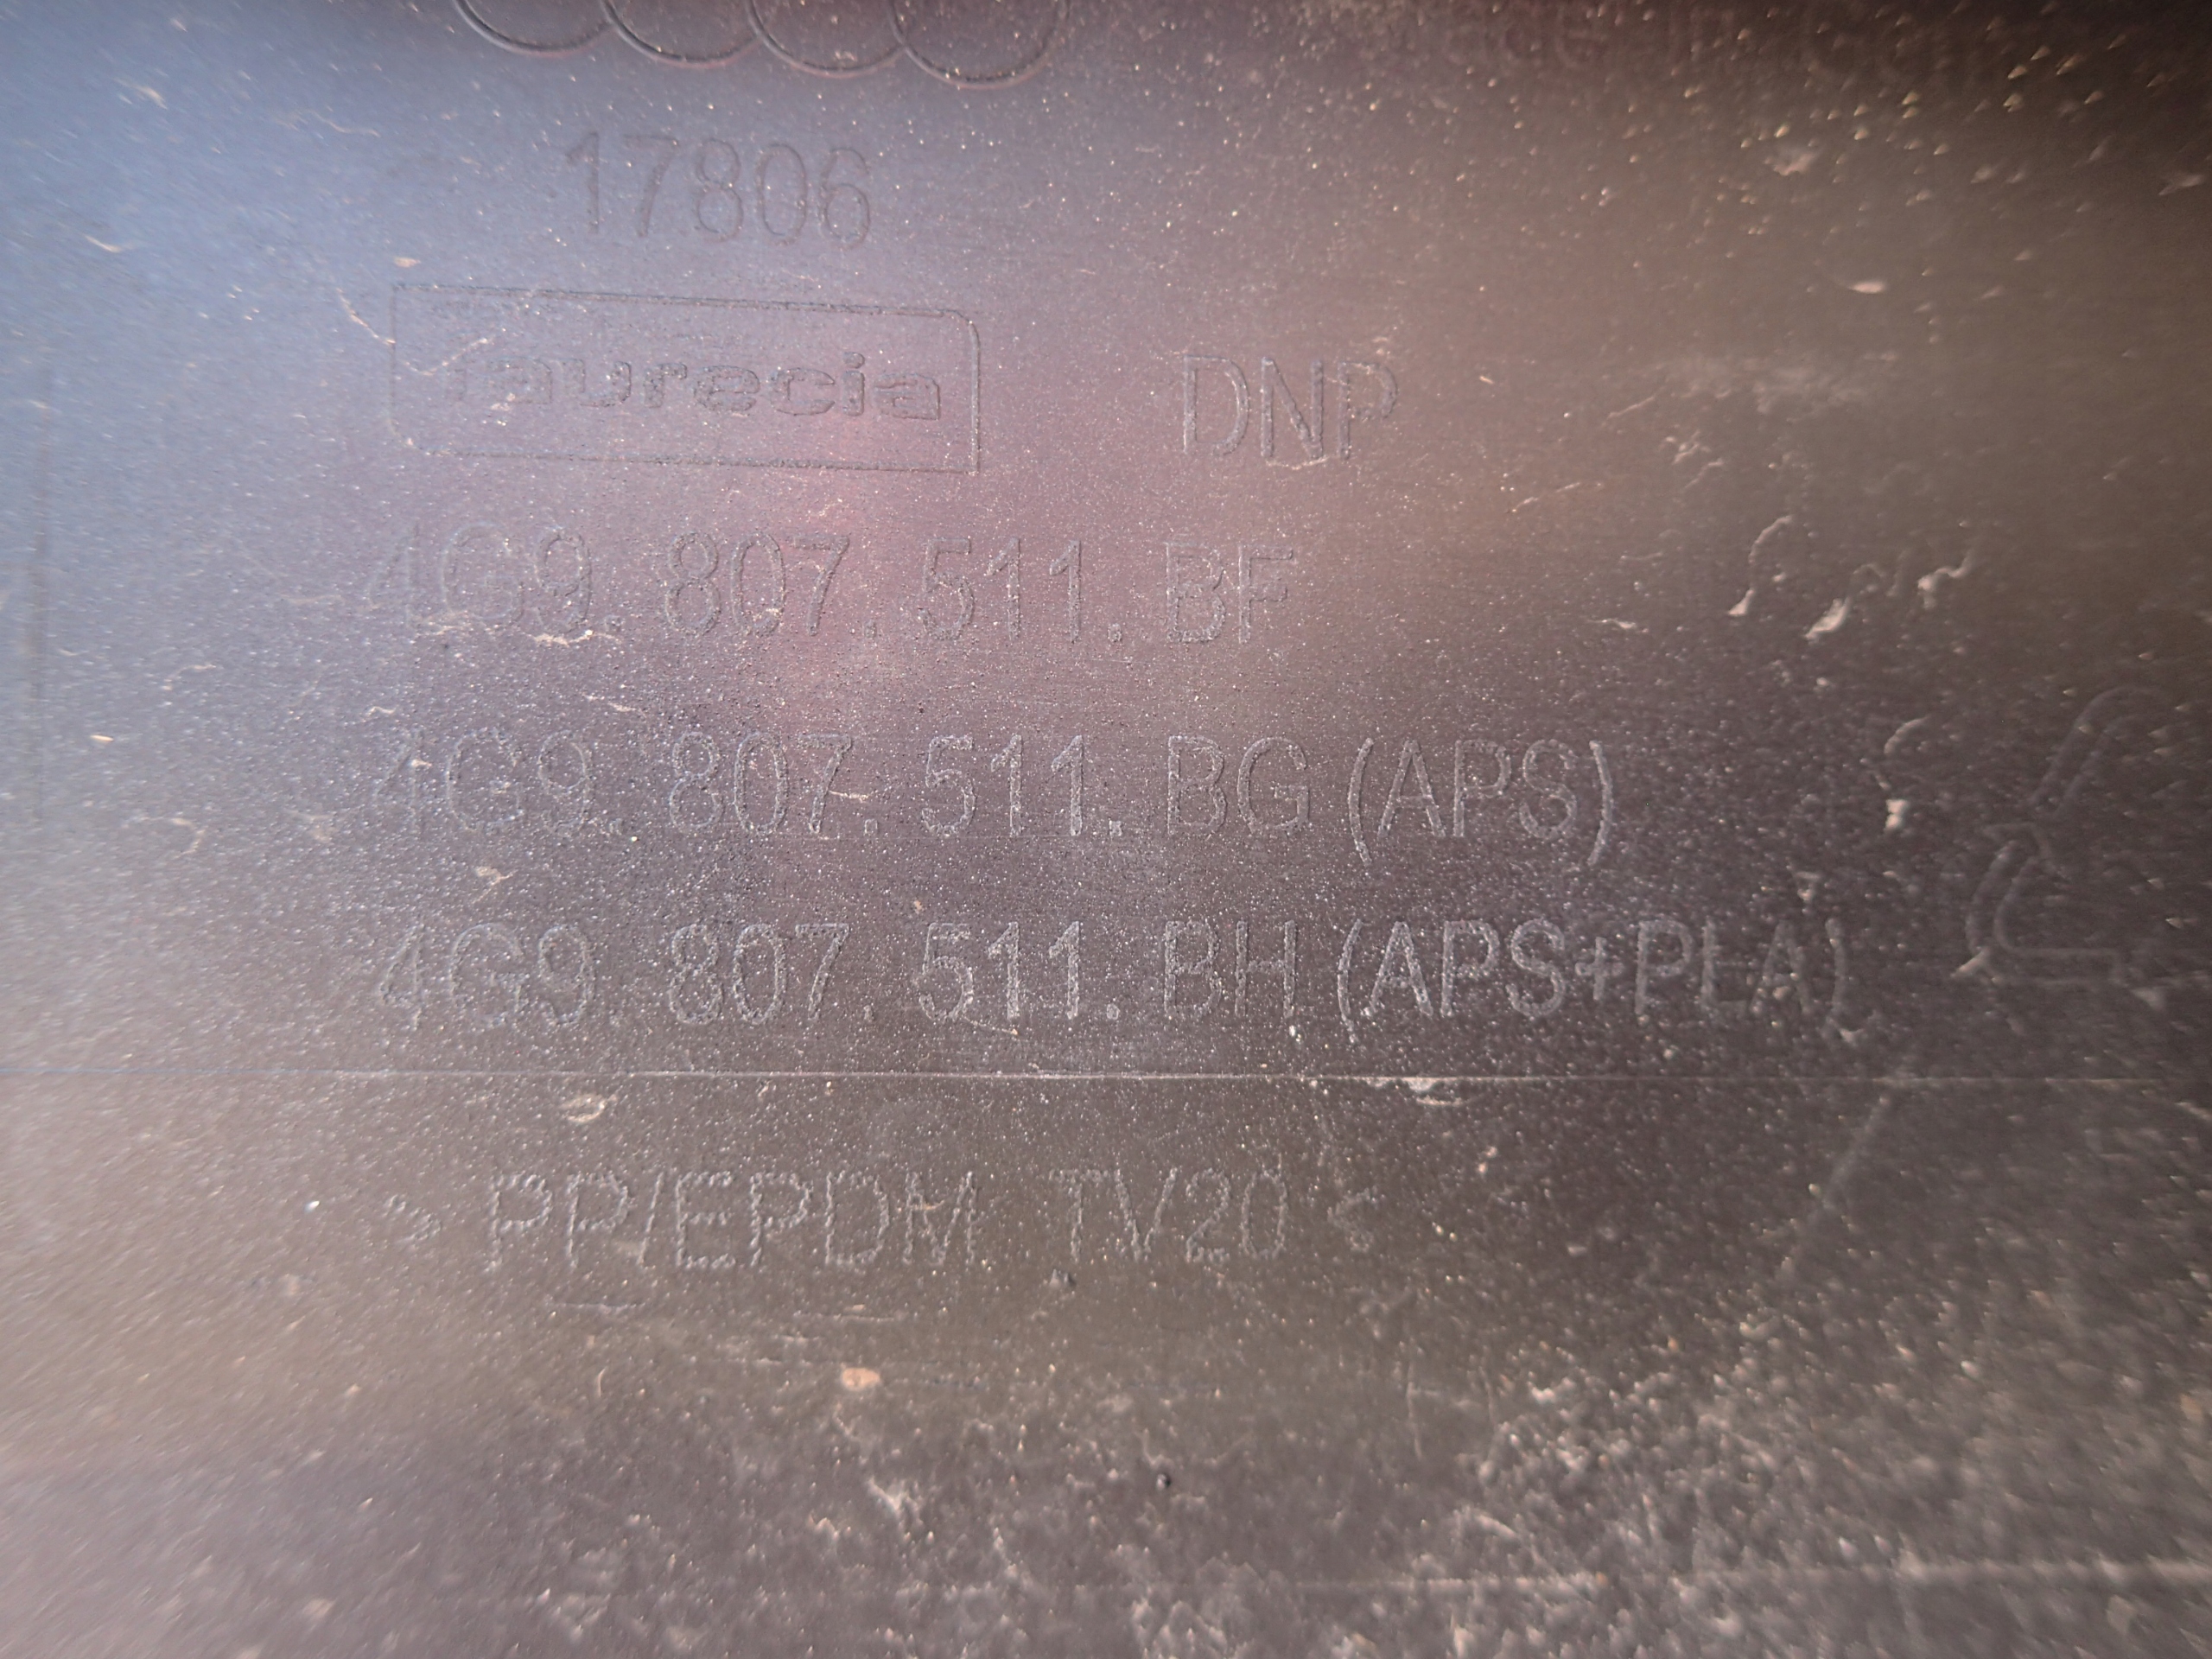 17806
faurecia DNP
4G9. 807. 511. BF
4G9. 807. 511. BG (APS)
4G9. 807. 511. BH (APS+PLA)
> PP/EPDM TV20 <